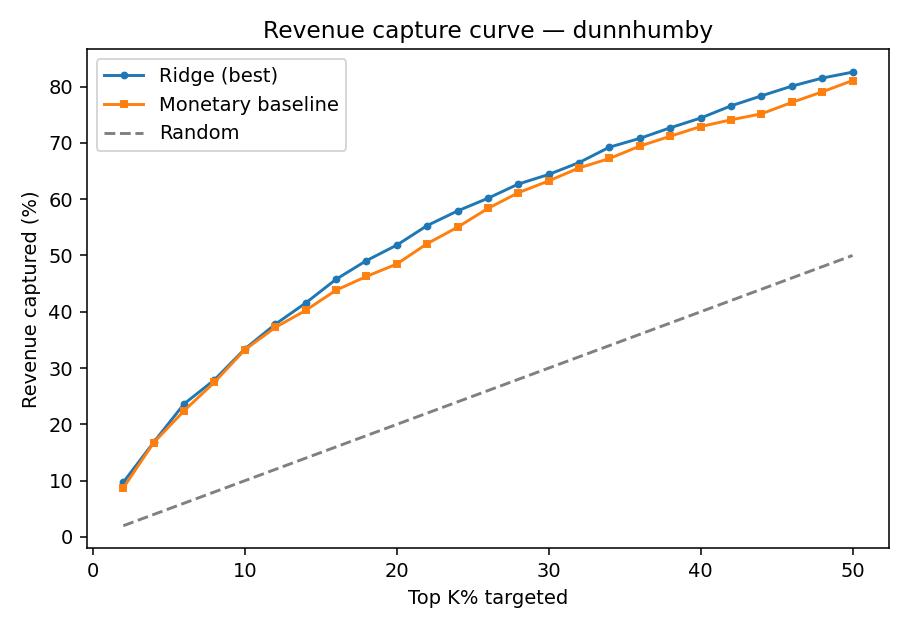 Revenue capture curve — dunnhumby
Ridge (best)
Monetary baseline
Random
Revenue captured (%)
80
70
60
50
40
30
20
10
0
0 10 20 30 40 50
Top K% targeted